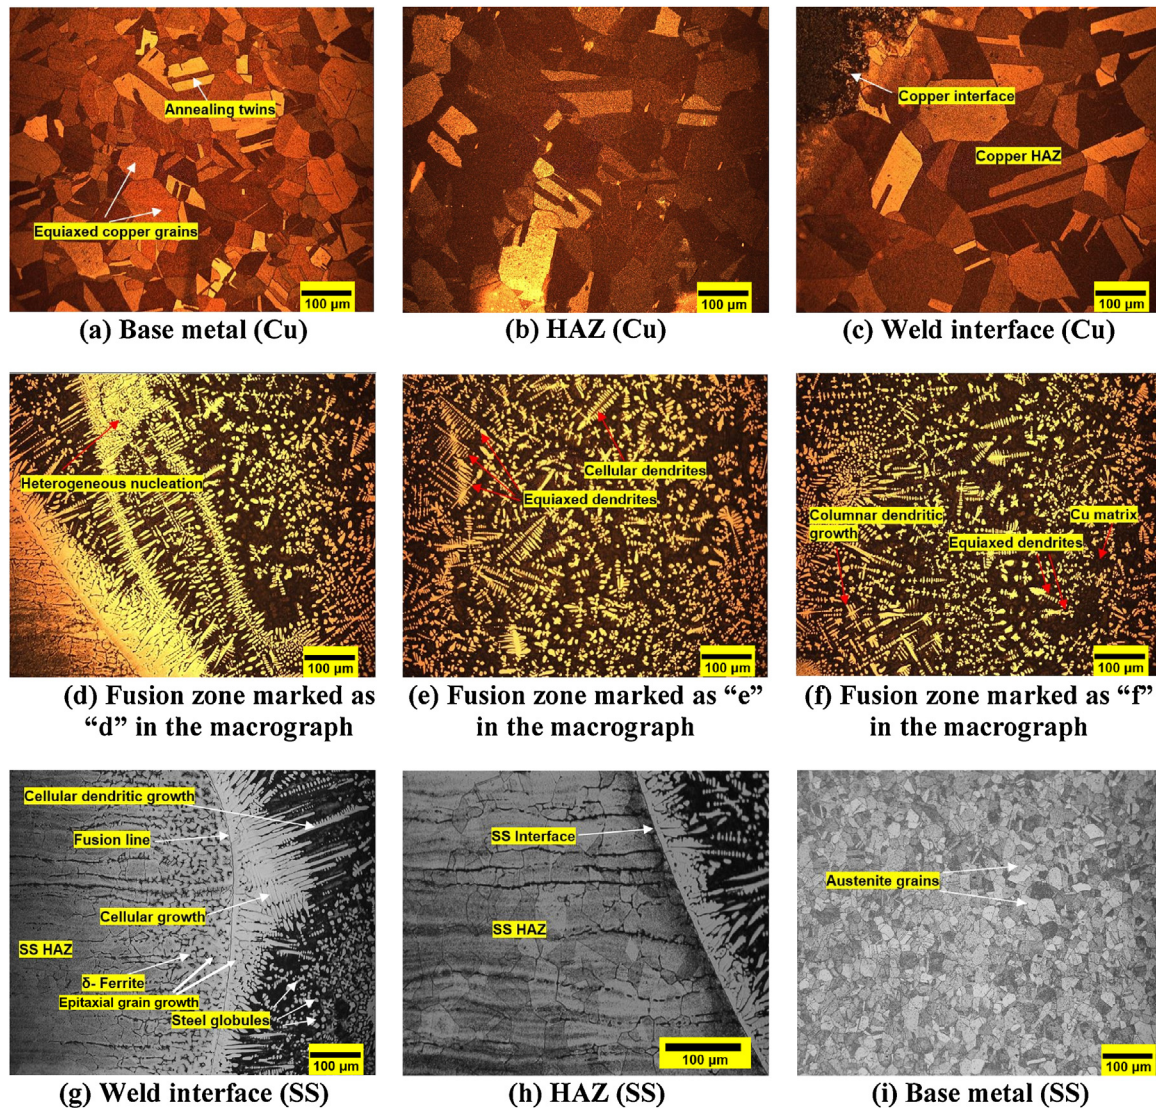 Annealing twins
Equiaxed copper grains
100 µm
(a) Base metal (Cu)
100 µm
(b) HAZ (Cu)
Copper interface
Copper HAZ
100 µm
(c) Weld interface (Cu)
Heterogeneous nucleation
100 µm
(d) Fusion zone marked as
“d” in the macrograph
Cellular dendrites
Equiaxed dendrites
100 µm
(e) Fusion zone marked as “e”
in the macrograph
Columnar dendritic
growth
Cu matrix
Equiaxed dendrites
100 µm
(f) Fusion zone marked as “f”
in the macrograph
Cellular dendritic growth
Fusion line
Cellular growth
SS HAZ
δ- Ferrite
Epitaxial grain growth
Steel globules
100 µm
(g) Weld interface (SS)
SS Interface
SS HAZ
100 µm
(h) HAZ (SS)
Austenite grains
100 µm
(i) Base metal (SS)